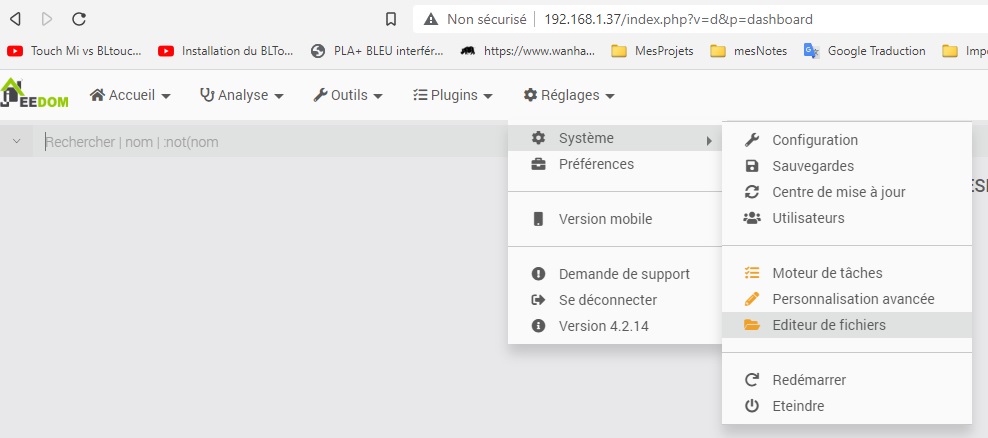 Non sécurisé | 192.168.1.37/index.php?v=d&p=dashboard
Touch Mi vs BLtouc... Installation du BLTo... PLA+ BLEU interfér... https://www.wanha... MesProjets mesNotes Google Traduction Impo
JEEDOM Accueil Analyse Outils Plugins Réglages
Rechercher | nom | :not(nom
Système
Préférences
Version mobile
Demande de support
Se déconnecter
Version 4.2.14
Configuration
Sauvegardes
Centre de mise à jour
Utilisateurs
Moteur de tâches
Personnalisation avancée
Editeur de fichiers
Redémarrer
Eteindre